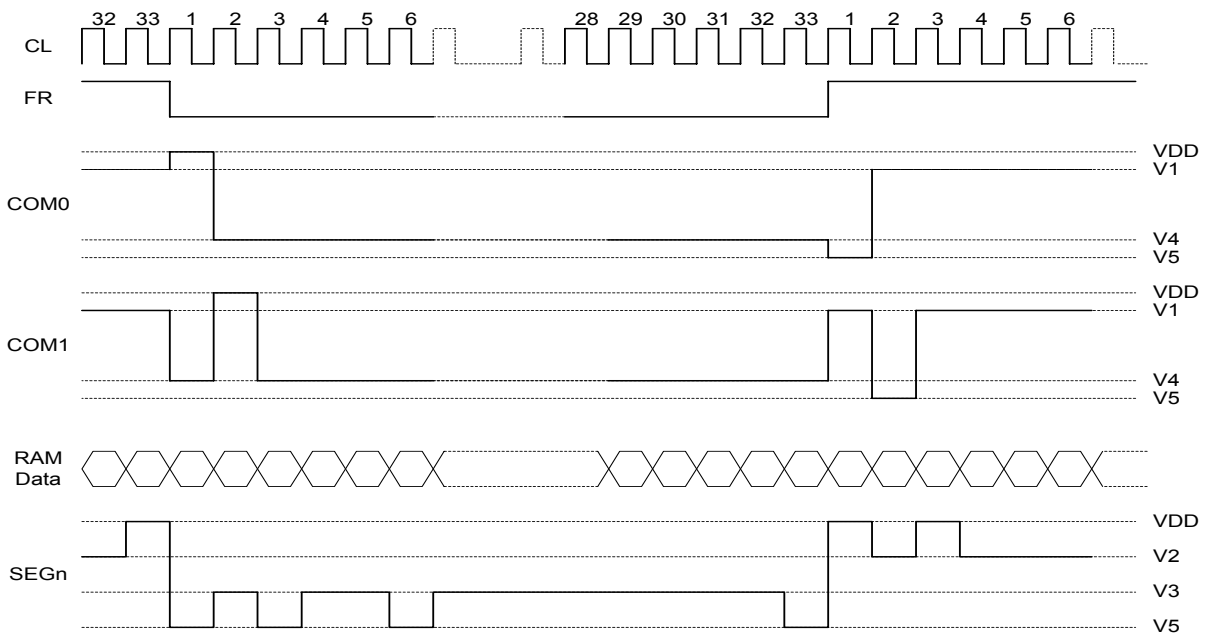 32 33 1 2 3 4 5 6 28 29 30 31 32 33 1 2 3 4 5 6
CL
FR
VDD
V1
COM0
V4
V5
VDD
V1
COM1
V4
V5
RAM
Data
VDD
V2
SEGn
V3
V5